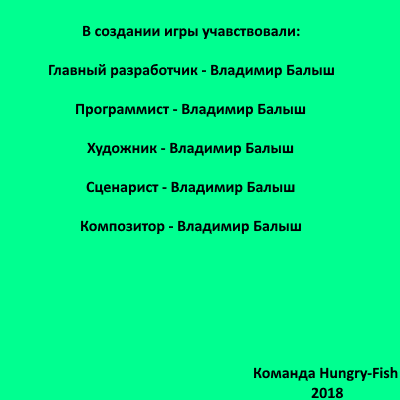 В создании игры учавствовали:
Главный разработчик - Владимир Балыш
Программист - Владимир Балыш
Художник - Владимир Балыш
Сценарист - Владимир Балыш
Композитор - Владимир Балыш
Команда Hungry-Fish
2018